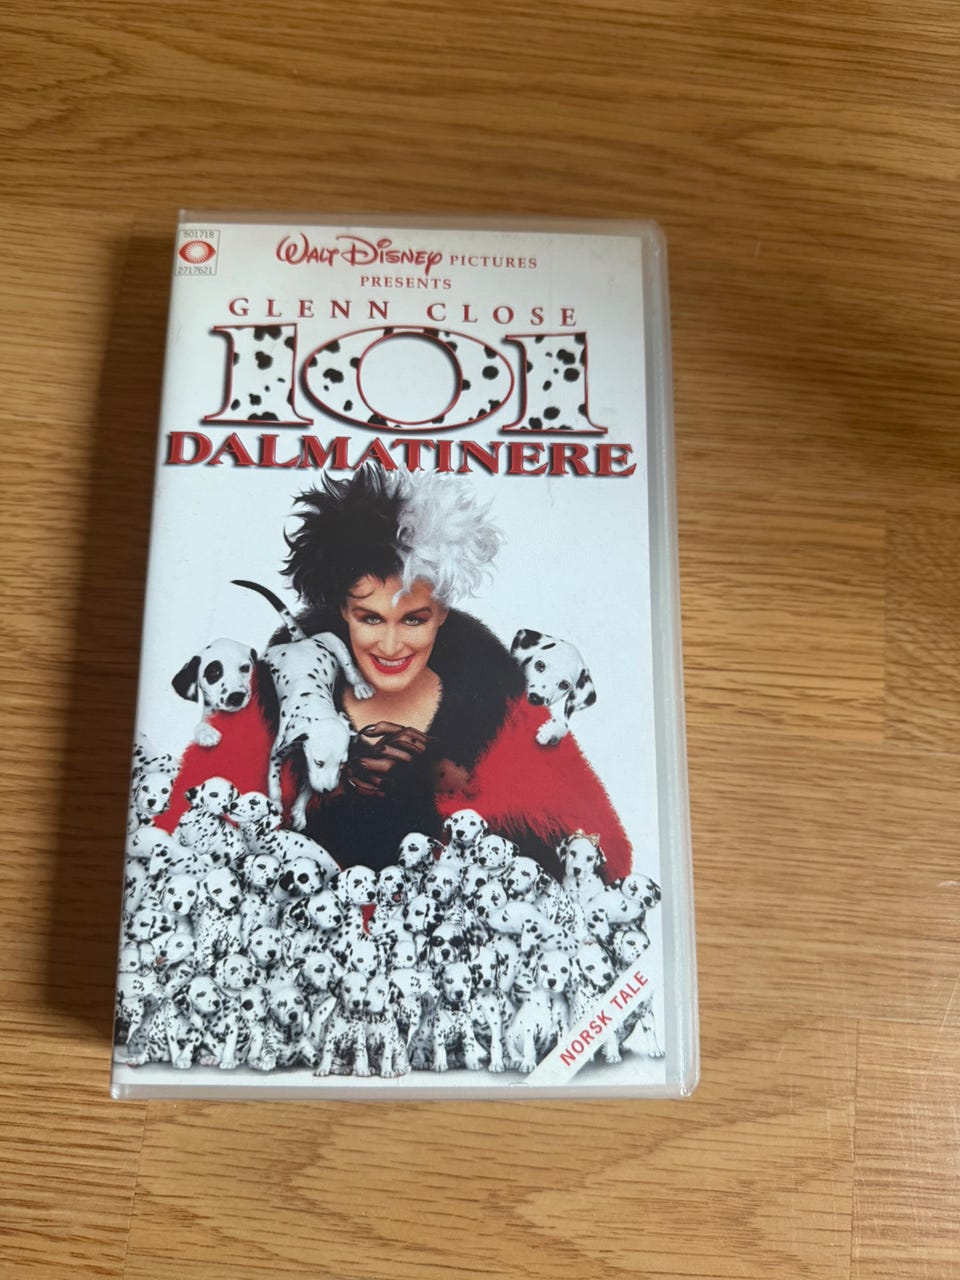 501718
2717621
WALT DISNEY PICTURES
PRESENTS
GLENN CLOSE
101
DALMATINERE
NORSK TALE